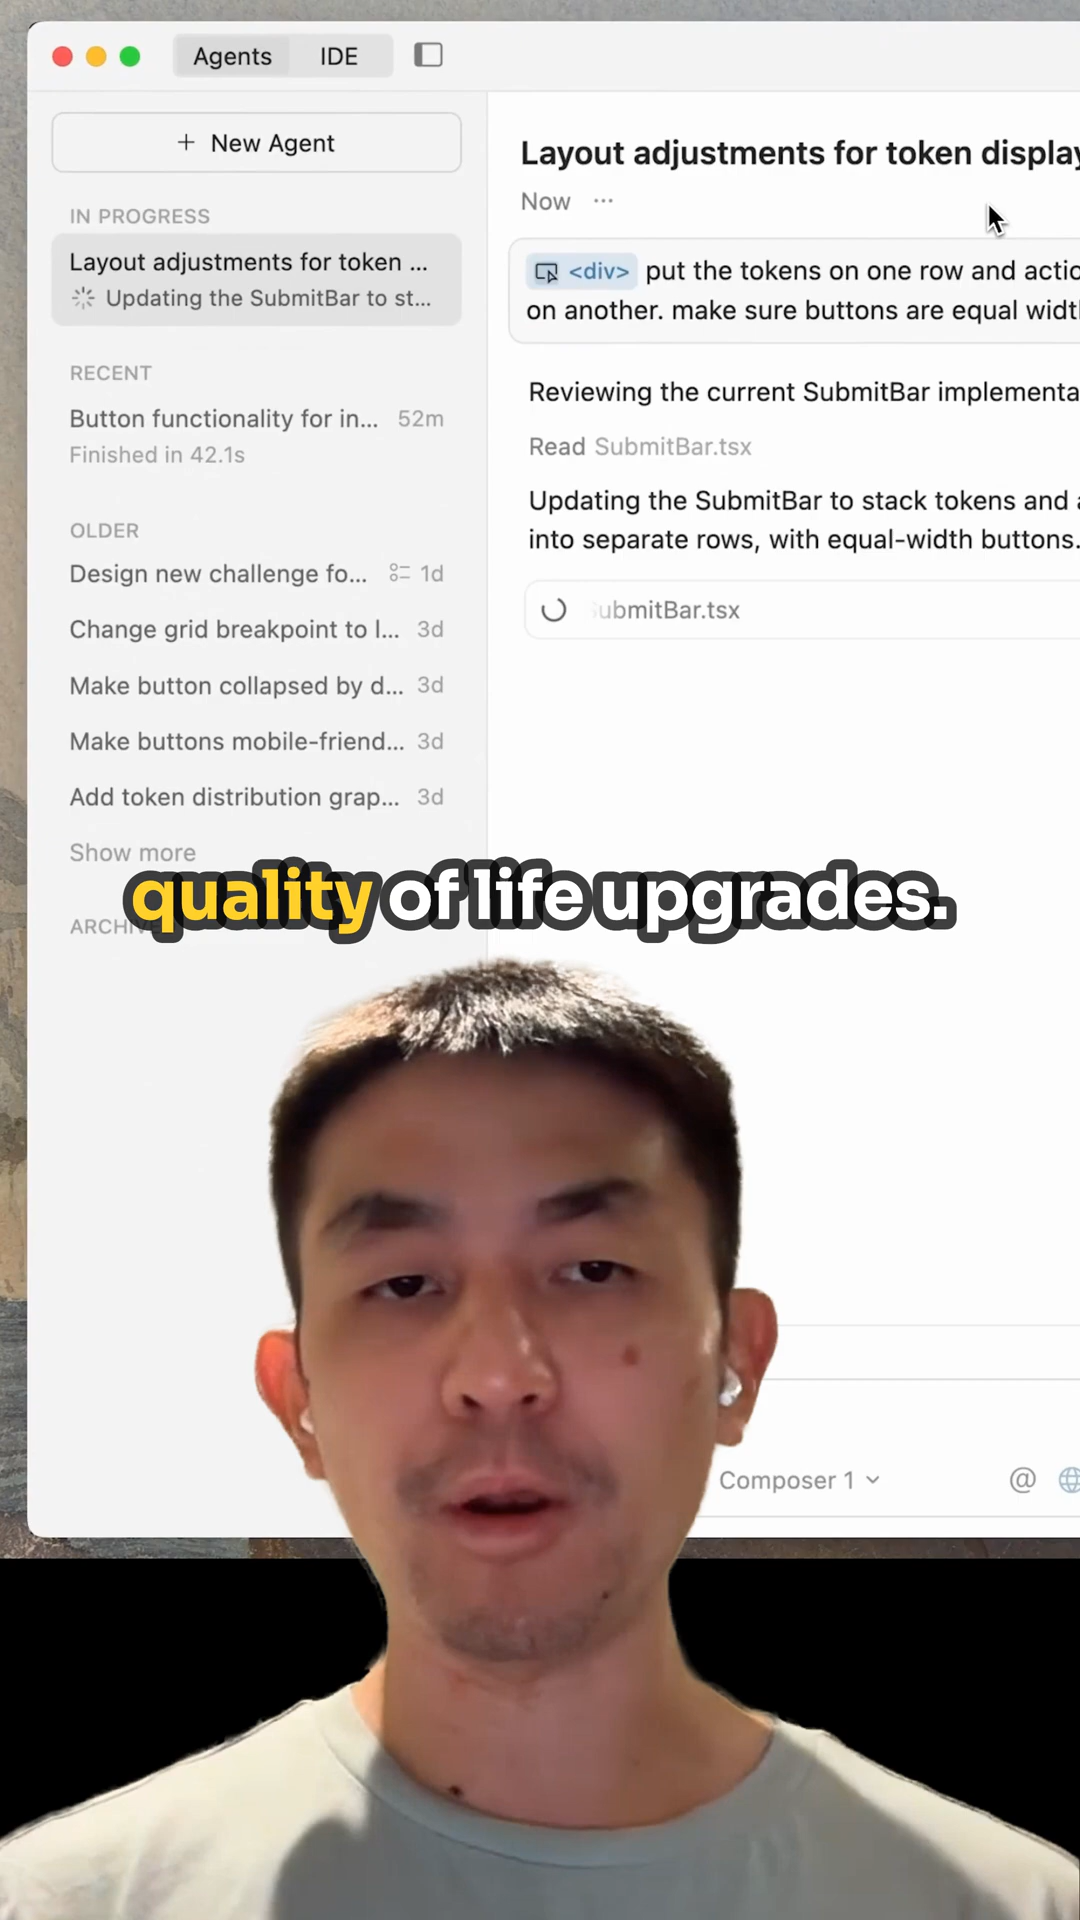 Agents IDE
+ New Agent
IN PROGRESS
Layout adjustments for token ...
Updating the SubmitBar to st...
RECENT
Button functionality for in... 52m
Finished in 42.1s
OLDER
Design new challenge fo... 1d
Change grid breakpoint to l... 3d
Make button collapsed by d... 3d
Make buttons mobile-friend... 3d
Add token distribution grap... 3d
Show more
Layout adjustments for token display
Now ...
<div> put the tokens on one row and actio
on another. make sure buttons are equal width
Reviewing the current SubmitBar implementa
Read SubmitBar.tsx
Updating the SubmitBar to stack tokens and a
into separate rows, with equal-width buttons.
ubmitBar.tsx
quality of life upgrades.
Composer 1 @